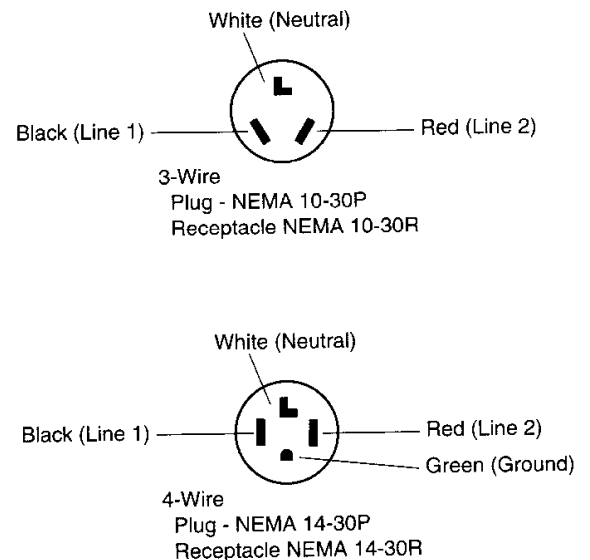 White (Neutral)
Black (Line 1)
Red (Line 2)
3-Wire
Plug - NEMA 10-30P
Receptacle NEMA 10-30R
White (Neutral)
Black (Line 1)
Red (Line 2)
Green (Ground)
4-Wire
Plug - NEMA 14-30P
Receptacle NEMA 14-30R